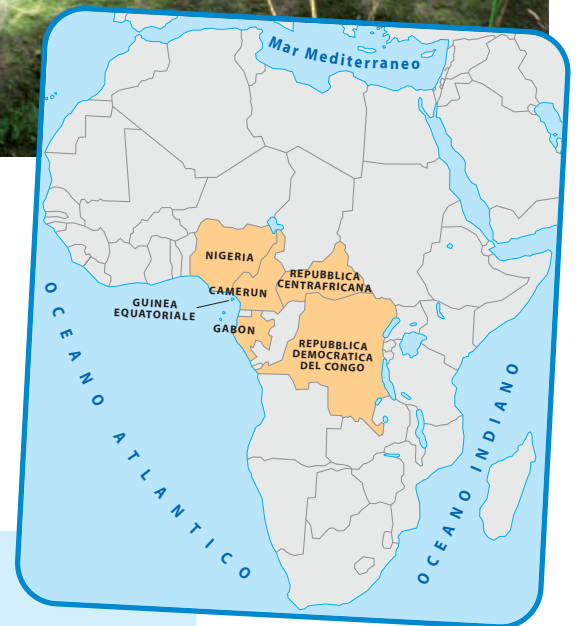 Mar Mediterraneo
NIGERIA
REPUBBLICA
CENTRAFRICANA
CAMERUN
GUINEA
EQUATORIALE
GABON
REPUBBLICA
DEMOCRATICA
DEL CONGO
OCEANO ATLANTICO
OCEANO INDIANO